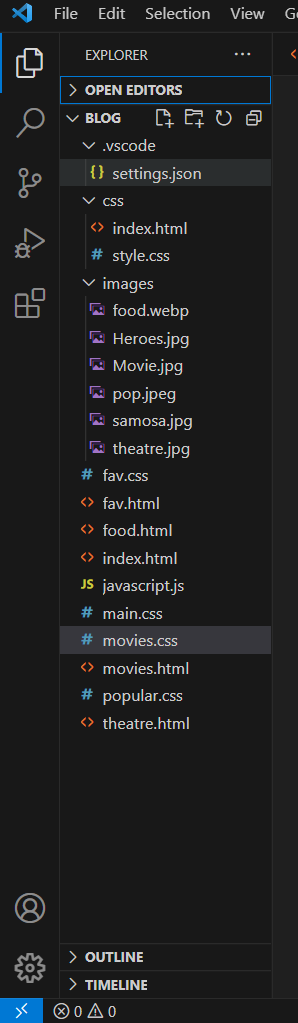 File Edit Selection View
EXPLORER
OPEN EDITORS
BLOG
.vscode
{} settings.json
css
<> index.html
# style.css
images
food.webp
Heroes.jpg
Movie.jpg
pop.jpeg
samosa.jpg
theatre.jpg
# fav.css
<> fav.html
<> food.html
<> index.html
JS javascript.js
# main.css
# movies.css
<> movies.html
# popular.css
<> theatre.html
OUTLINE
TIMELINE
0 0